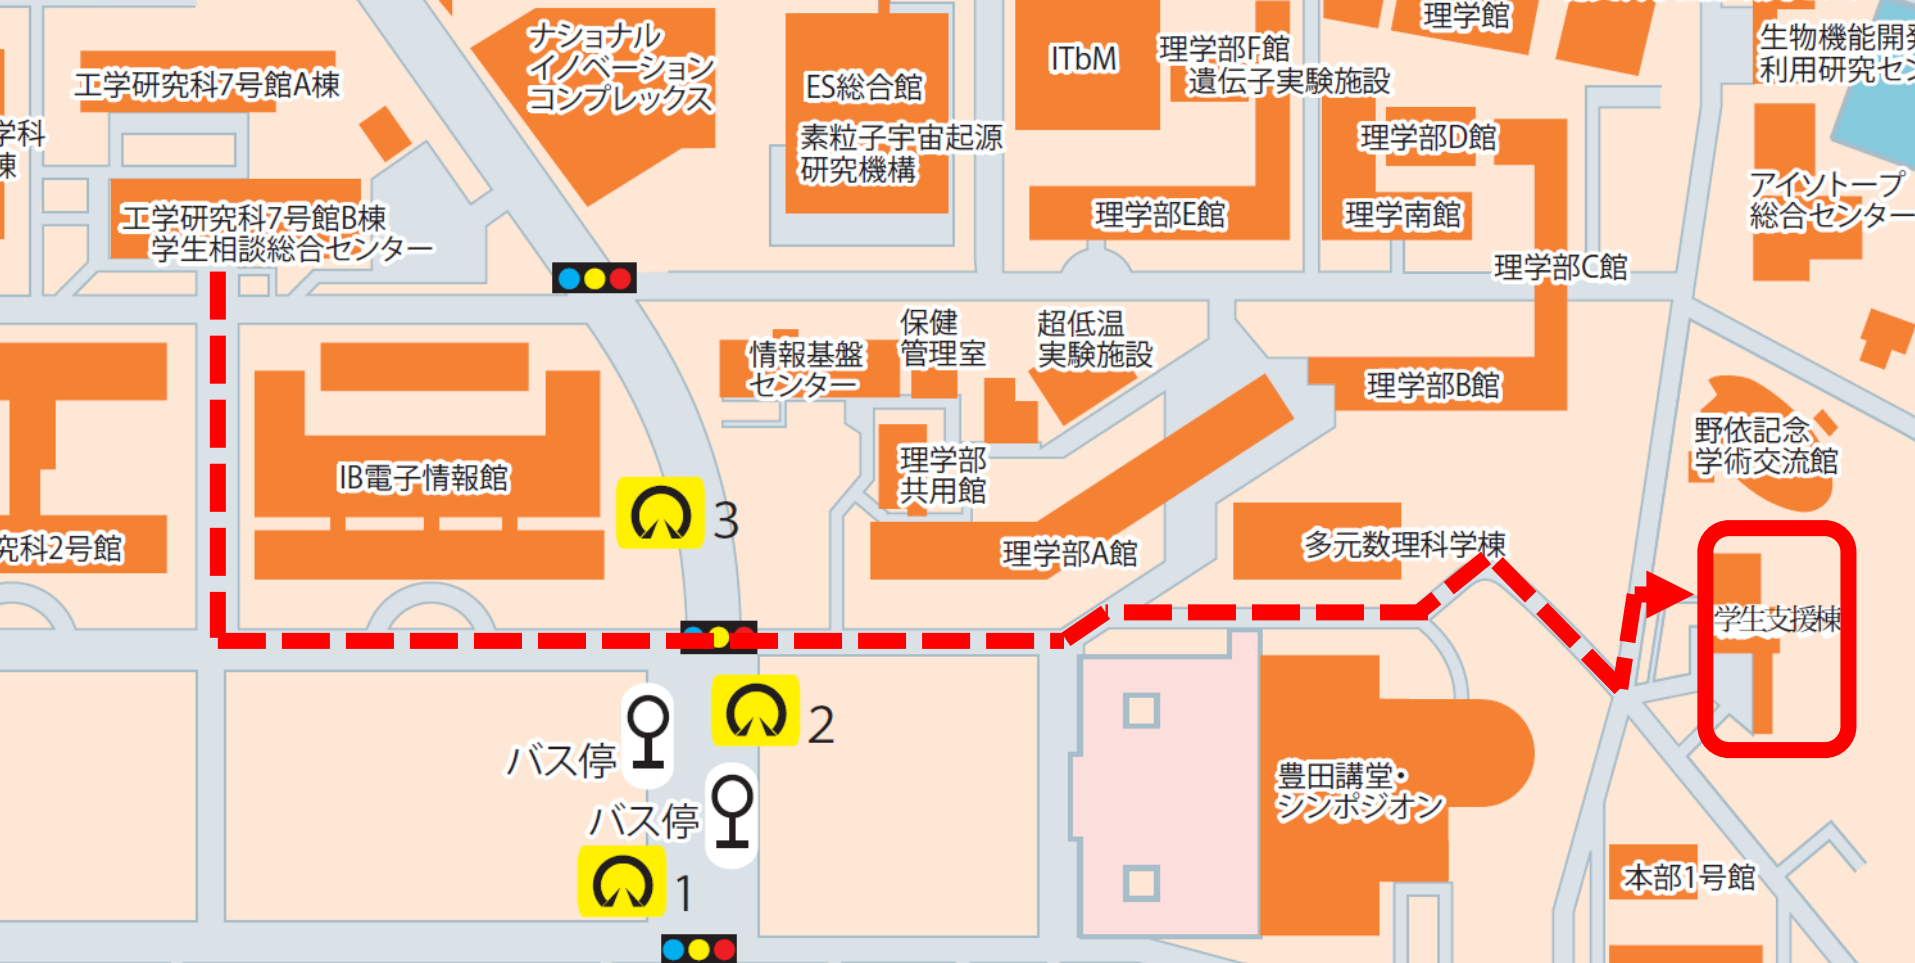 理学館
ナショナル
イノベーション
コンプレックス
ITbM
理学部F館
遺伝子実験施設
生物機能開発
利用研究セン
工学研究科7号館A棟
ES総合館
素粒子宇宙起源
研究機構
理学部D館
学科
棟
アイソトープ
総合センター
工学研究科7号館B棟
学生相談総合センター
理学部E館
理学南館
理学部C館
保健
管理室
超低温
実験施設
情報基盤
センター
理学部B館
野依記念
学術交流館
IB電子情報館
理学部
共用館
3
究科2号館
理学部A館
多元数理科学棟
学生支援棟
2
バス停
バス停
豊田講堂・
シンポジオン
1
本部1号館